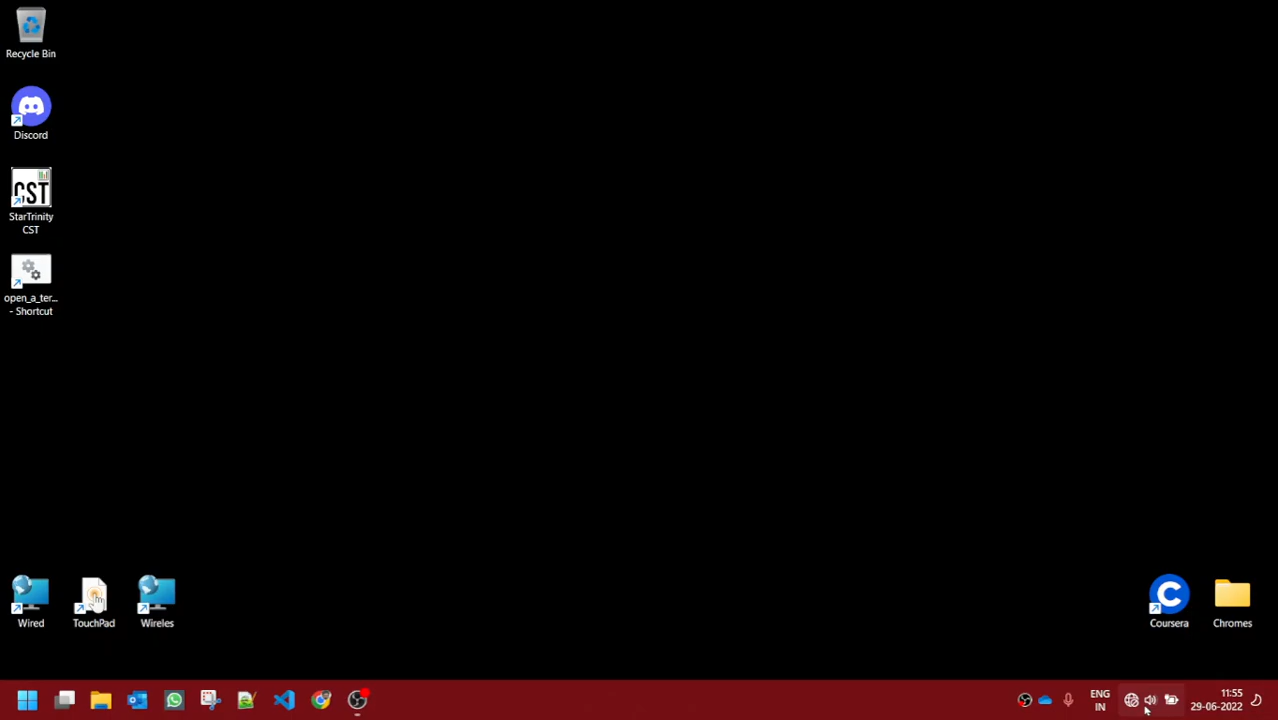 Recycle Bin
Discord
CST
StarTrinity
CST
open_a_ter...
- Shortcut
Wired
TouchPad
Wireles
C
Coursera
Chromes
ENG
IN
11:55
29-06-2022